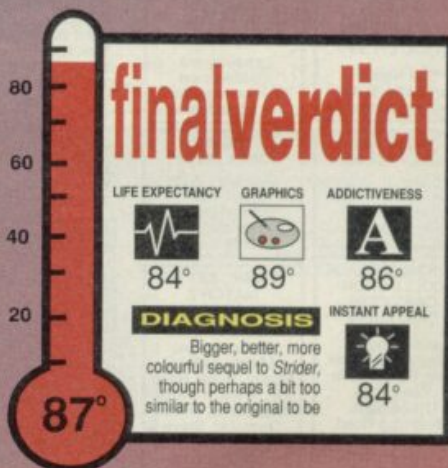 finalverdict
LIFE EXPECTANCY GRAPHICS ADDICTIVENESS
A
84° 89° 86°
DIAGNOSIS
Bigger, better, more
colourful sequel to Strider,
though perhaps a bit too
similar to the original to be
INSTANT APPEAL
84°
80
60
40
20
87°